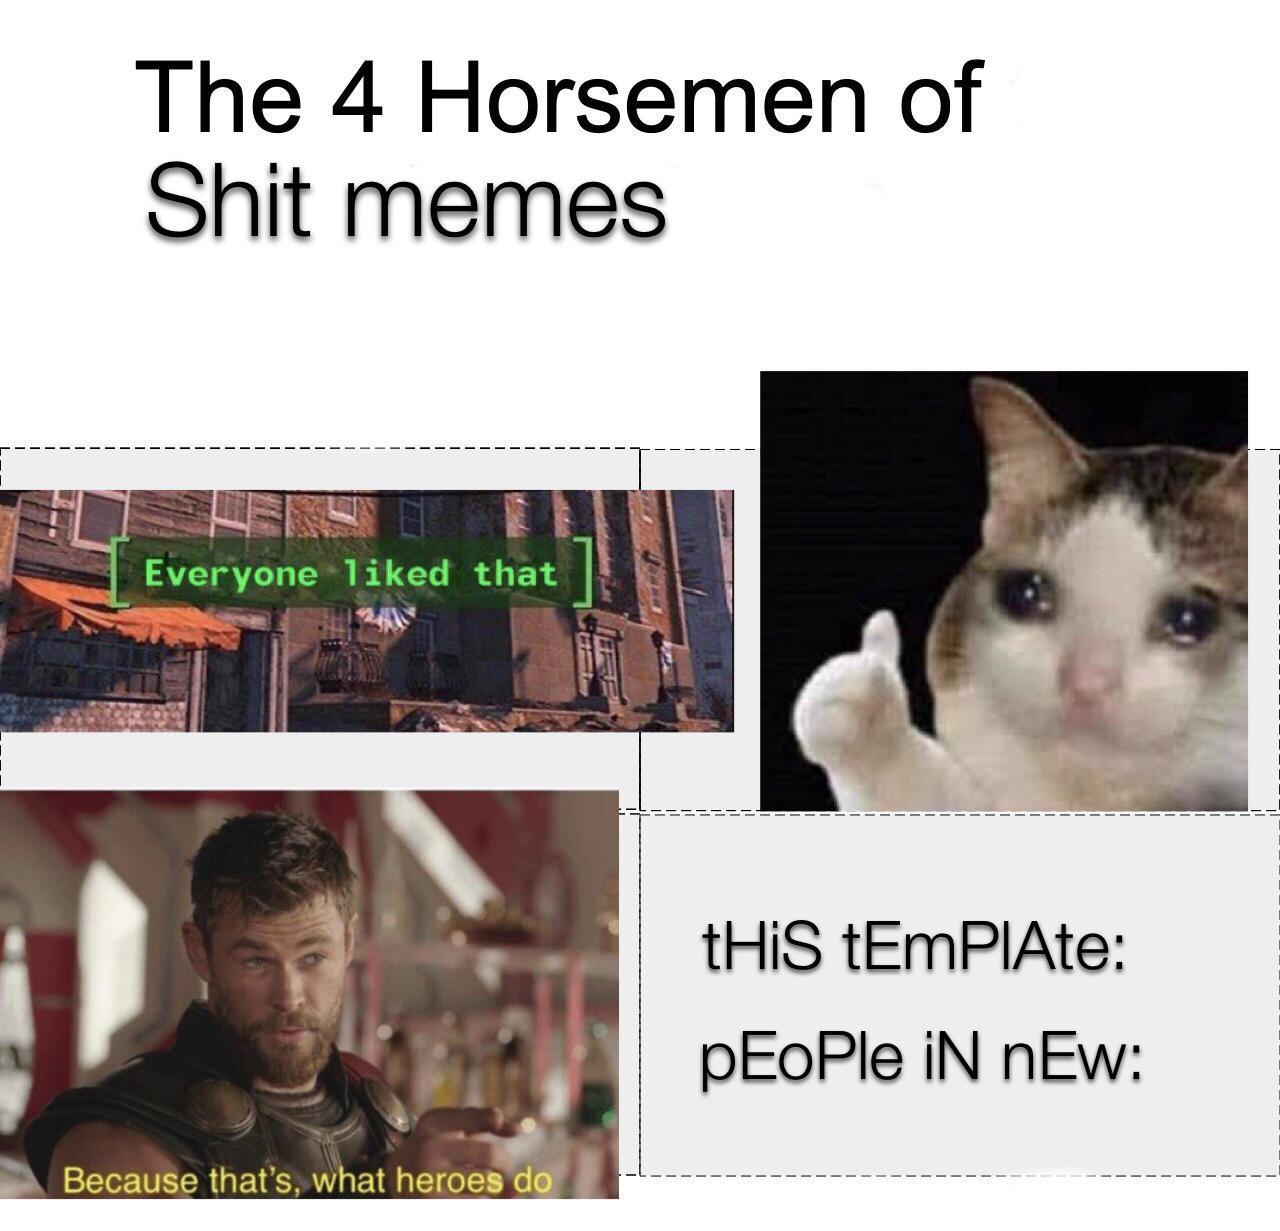 The 4 Horsemen of
Shit memes
[ Everyone liked that ]
Because that's, what heroes do
tHiS tEmPlAte:
pEoPle iN nEw: